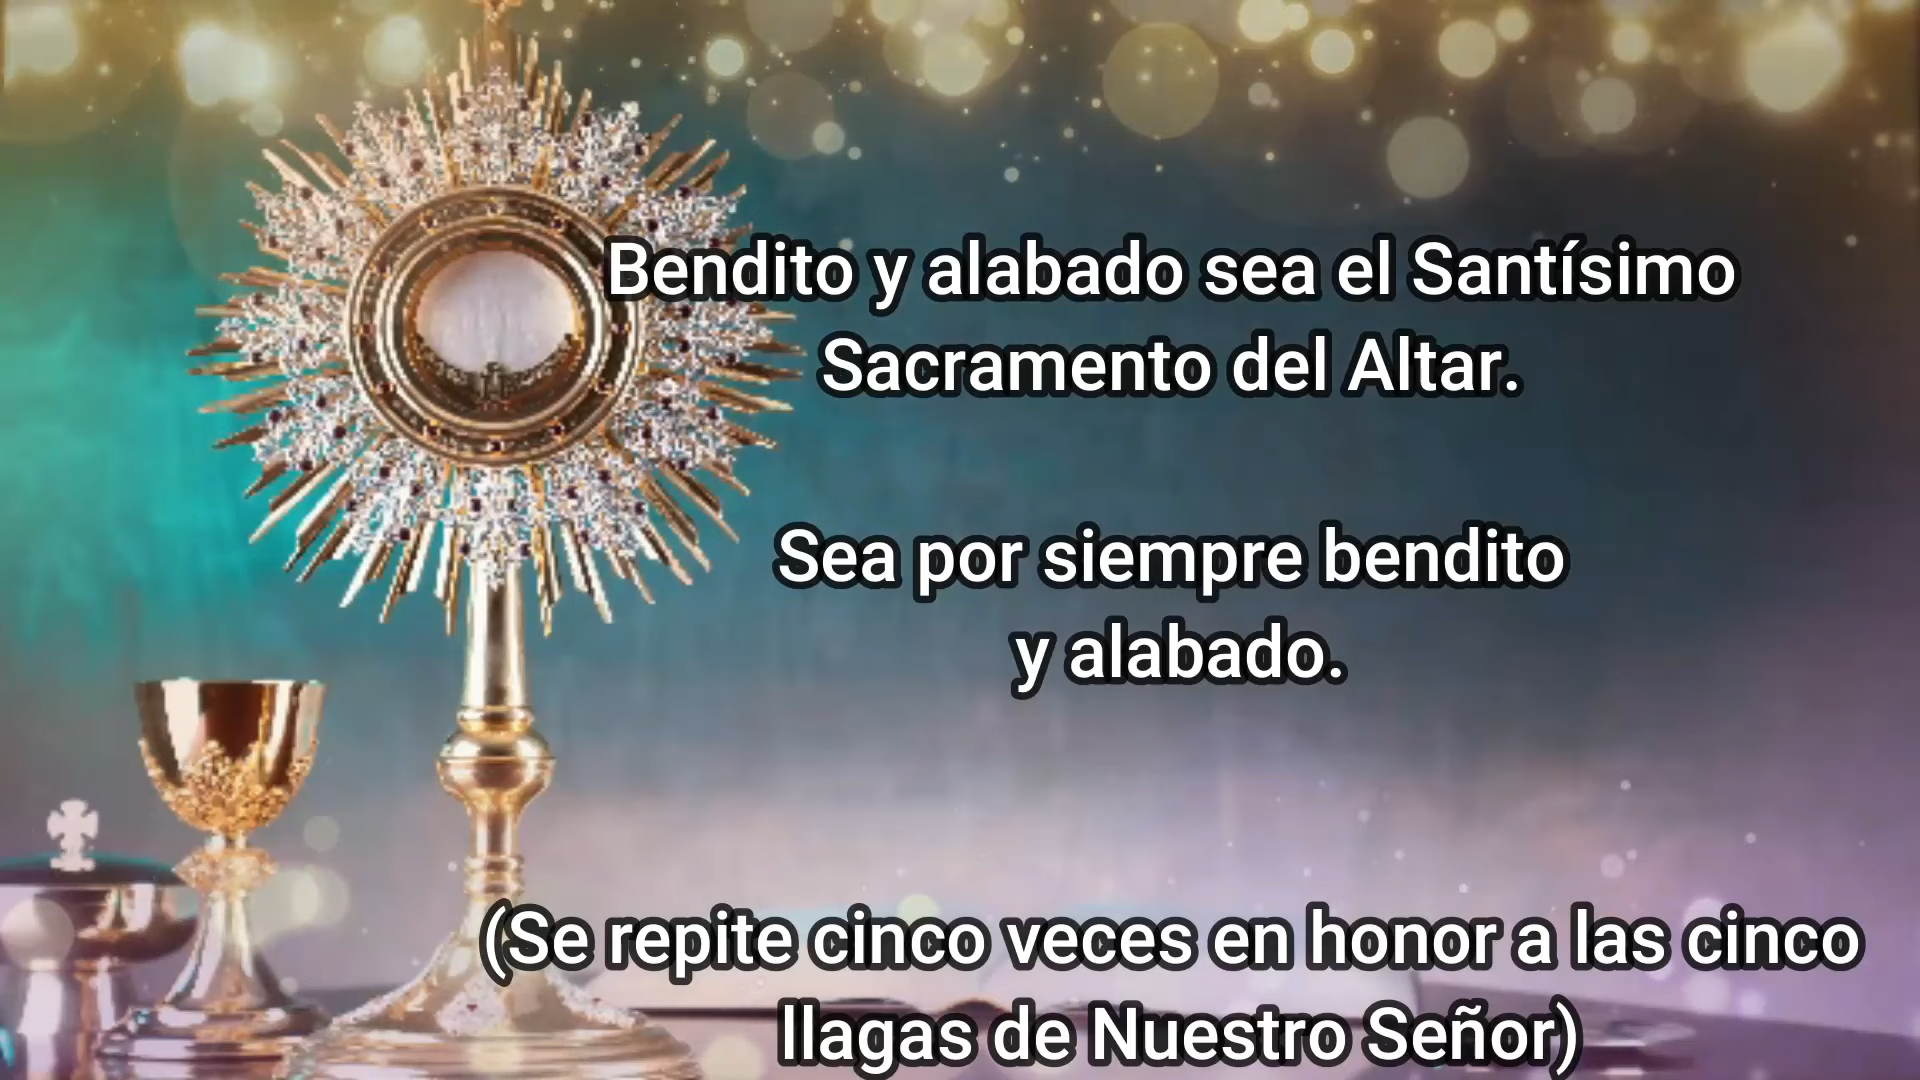 Bendito y alabado sea el Santísimo
Sacramento del Altar.
Sea por siempre bendito
y alabado.
(Se repite cinco veces en honor a las cinco
llagas de Nuestro Señor)